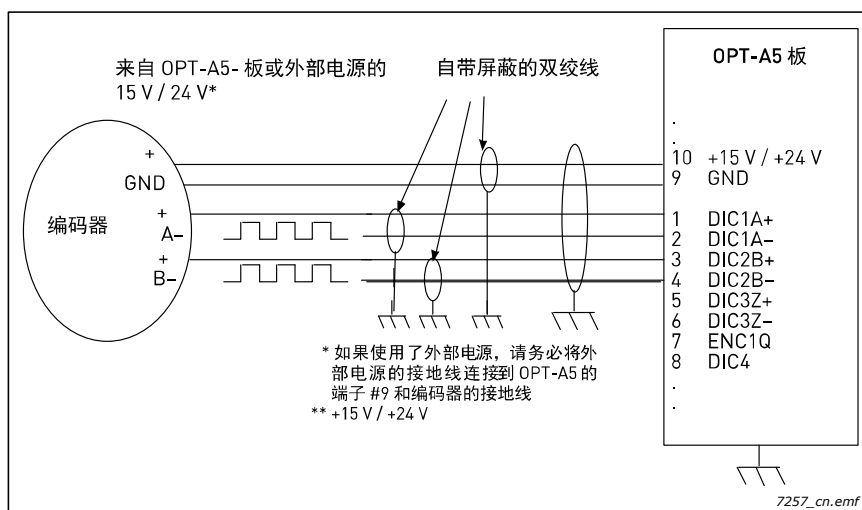 来自 OPT-A5- 板或外部电源的
15 V / 24 V*
自带屏蔽的双绞线
OPT-A5 板
.
.
编码器
+
GND
+
A-
+
B-
10 +15 V / +24 V
9 GND
1 DIC1A+
2 DIC1A-
3 DIC2B+
4 DIC2B-
5 DIC3Z+
6 DIC3Z-
7 ENC1Q
8 DIC4
.
.
* 如果使用了外部电源，请务必将外
部电源的接地线连接到 OPT-A5 的
端子 #9 和编码器的接地线
** +15 V / +24 V
7257_cn.emf